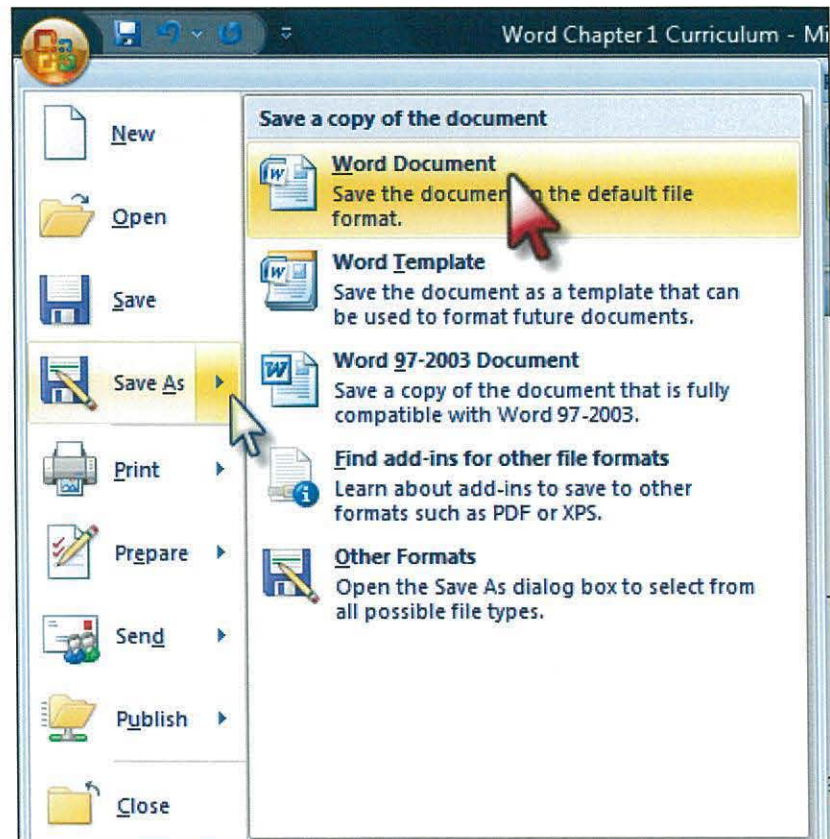 Word Chapter 1 Curriculum - Mi
New
Open
Save
Save As
Print
Prepare
Send
Publish
Close
Save a copy of the document
Word Document
Save the document in the default file
format.
Word Template
Save the document as a template that can
be used to format future documents.
Word 97-2003 Document
Save a copy of the document that is fully
compatible with Word 97-2003.
Find add-ins for other file formats
Learn about add-ins to save to other
formats such as PDF or XPS.
Other Formats
Open the Save As dialog box to select from
all possible file types.